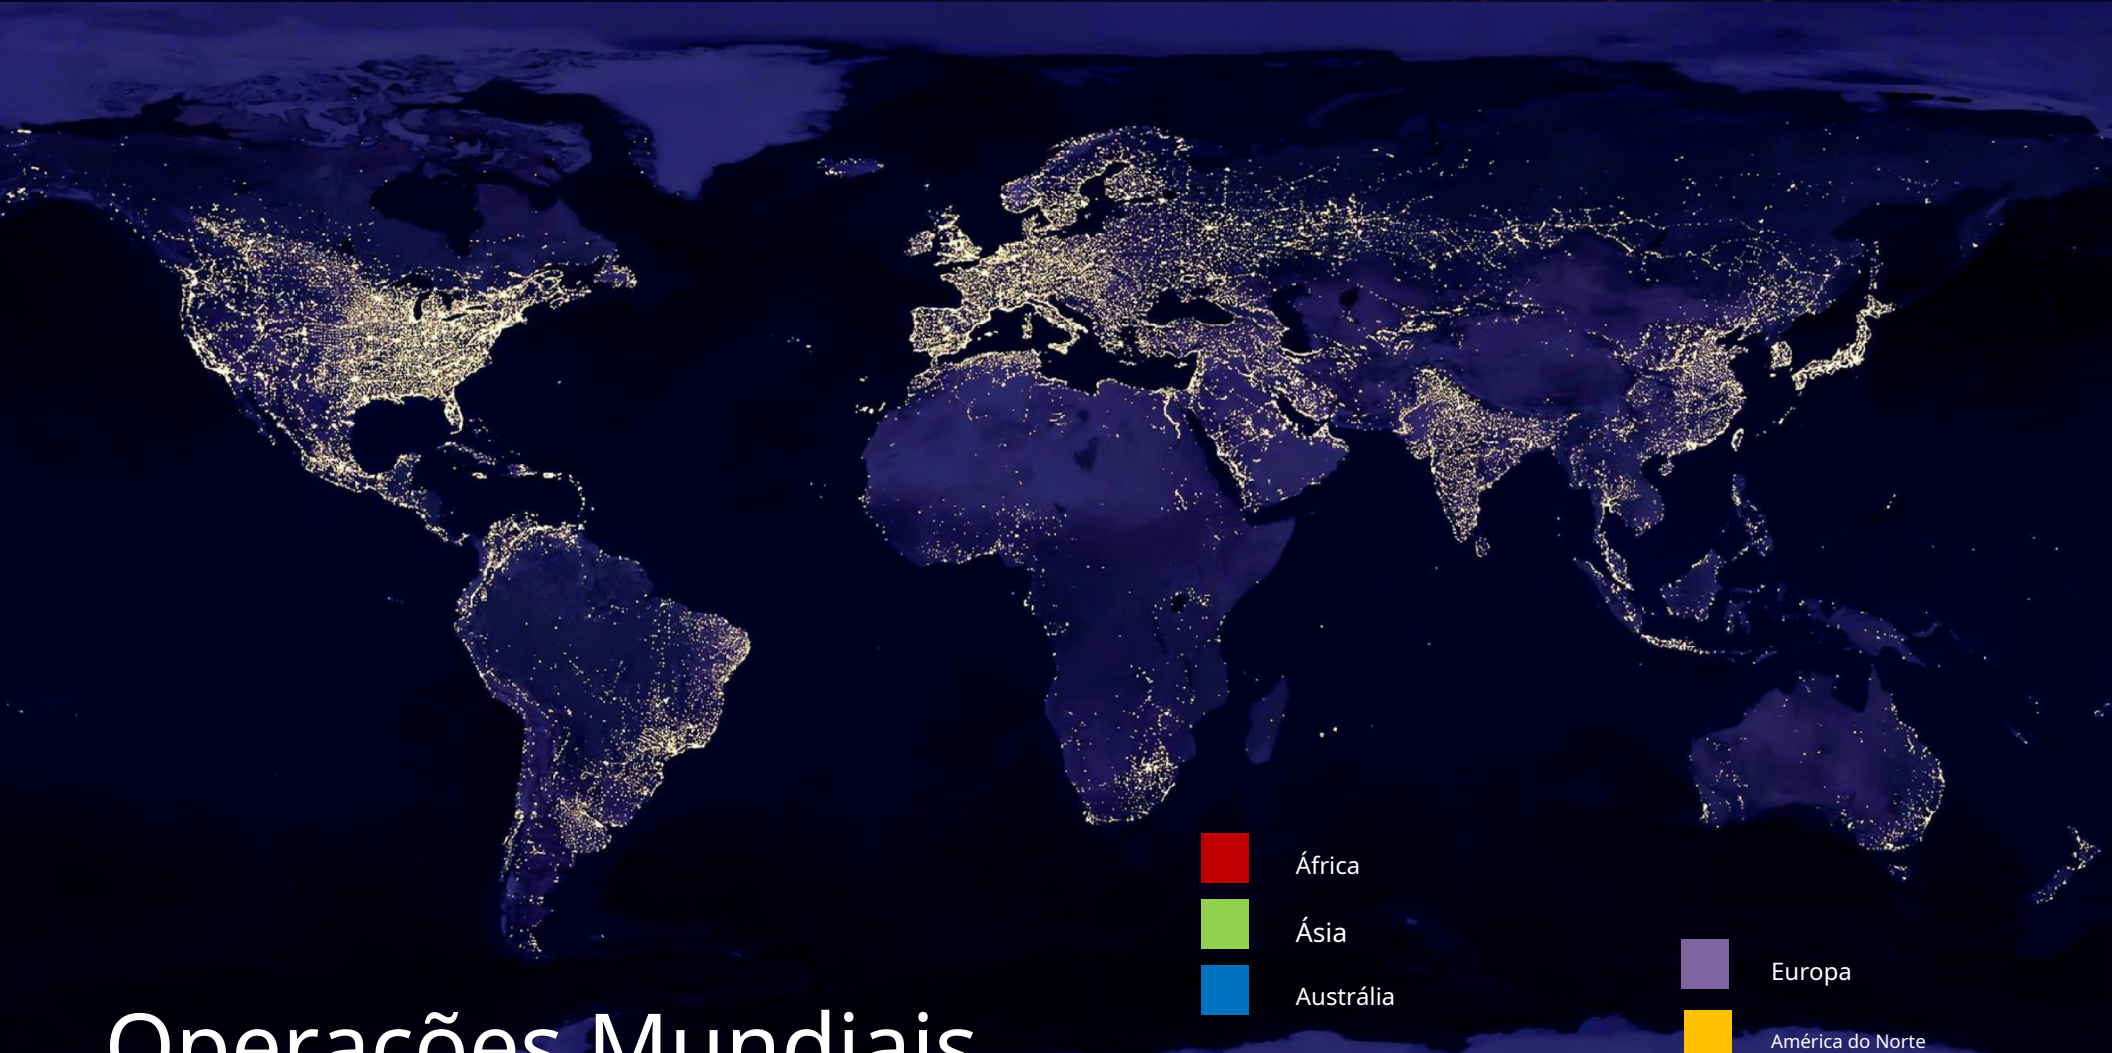 África
Ásia
Austrália
Europa
América do Norte
Operações Mundiais